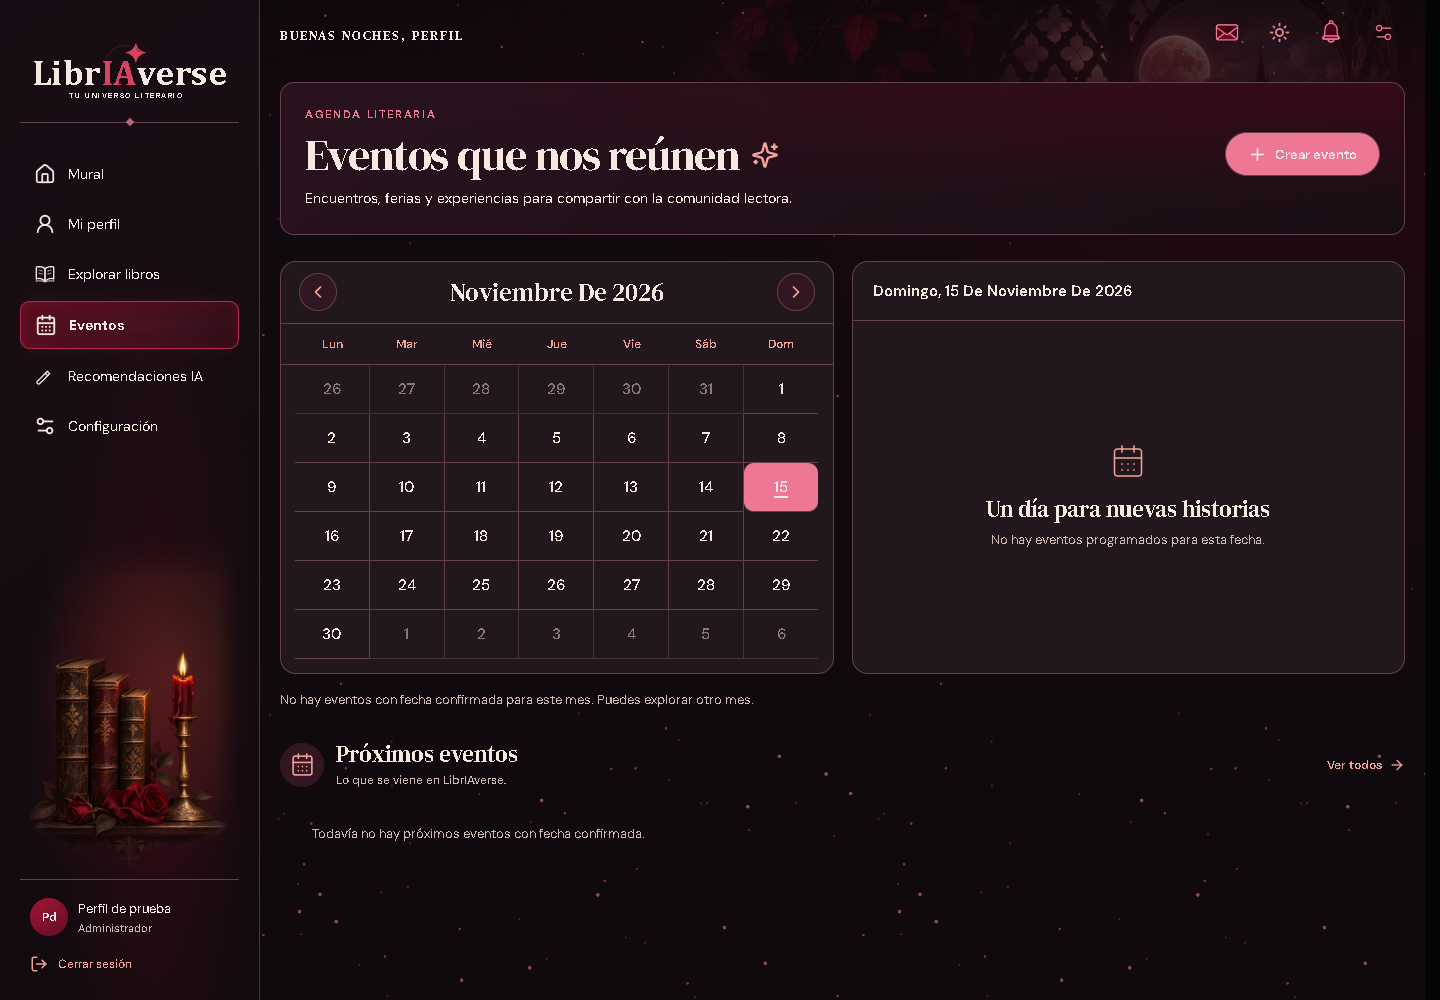 LibrIAverse
TU UNIVERSO LITERARIO
Mural
Mi perfil
Explorar libros
Eventos
Recomendaciones IA
Configuración
Pd
Perfil de prueba
Administrador
Cerrar sesión
BUENAS NOCHES, PERFIL
AGENDA LITERARIA
Eventos que nos reúnen
Encuentros, ferias y experiencias para compartir con la comunidad lectora.
Crear evento
Noviembre De 2026
Lun Mar Mié Jue Vie Sáb Dom
26 27 28 29 30 31 1
2 3 4 5 6 7 8
9 10 11 12 13 14 15
16 17 18 19 20 21 22
23 24 25 26 27 28 29
30 1 2 3 4 5 6
Domingo, 15 De Noviembre De 2026
Un día para nuevas historias
No hay eventos programados para esta fecha.
No hay eventos con fecha confirmada para este mes. Puedes explorar otro mes.
Próximos eventos
Lo que se viene en LibrIAverse.
Ver todos
Todavía no hay próximos eventos con fecha confirmada.